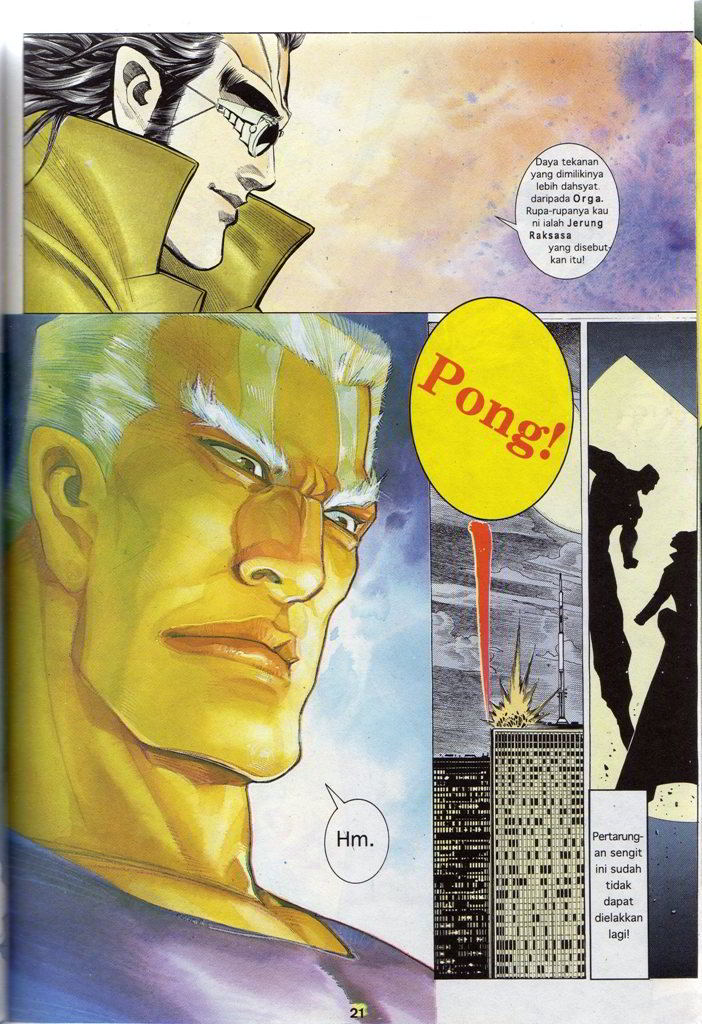 Daya tekanan
yang dimilikinya
lebih dahsyat
daripada Orga.
Rupa-rupanya kau
ni ialah Jerung
Raksasa
yang disebut-
kan itu!
Pong!
Hm.
Pertarung-
an sengit
ini sudah
tidak
dapat
dielakkan
lagi!
21